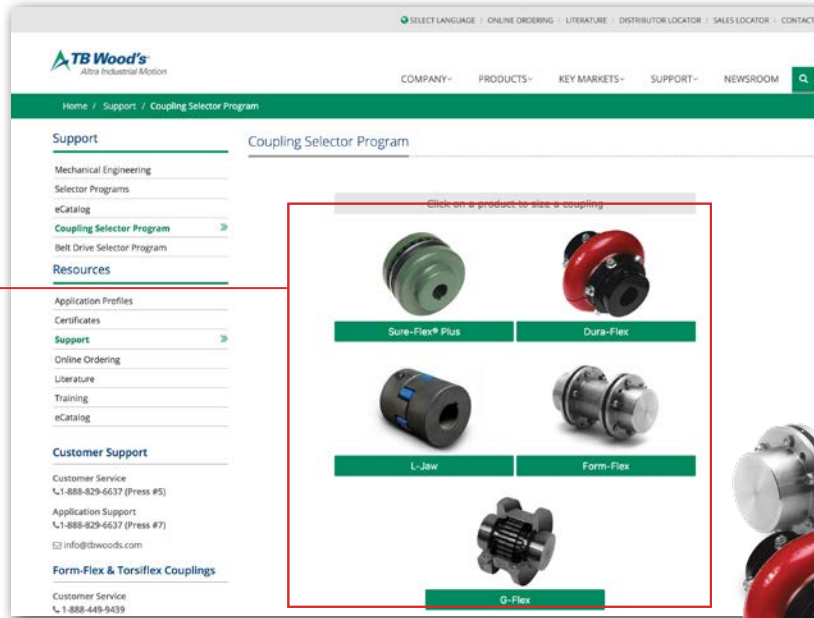 SELECT LANGUAGE | ONLINE ORDERING | LITERATURE | DISTRIBUTOR LOCATOR | SALES LOCATOR | CONTACT
TB Wood's
Altra Industrial Motion
COMPANY PRODUCTS KEY MARKETS SUPPORT NEWSROOM
Home / Support / Coupling Selector Program
Support
Mechanical Engineering
Selector Programs
eCatalog
Coupling Selector Program
Belt Drive Selector Program
Resources
Application Profiles
Certificates
Support
Online Ordering
Literature
Training
eCatalog
Customer Support
Customer Service
1-888-829-6637 (Press #5)
Application Support
1-888-829-6637 (Press #7)
info@tbwoods.com
Form-Flex & Torsiflex Couplings
Customer Service
1-888-449-9439
Coupling Selector Program
Click on a product to size a coupling
Sure-Flex® Plus
Dura-Flex
L-Jaw
Form-Flex
G-Flex